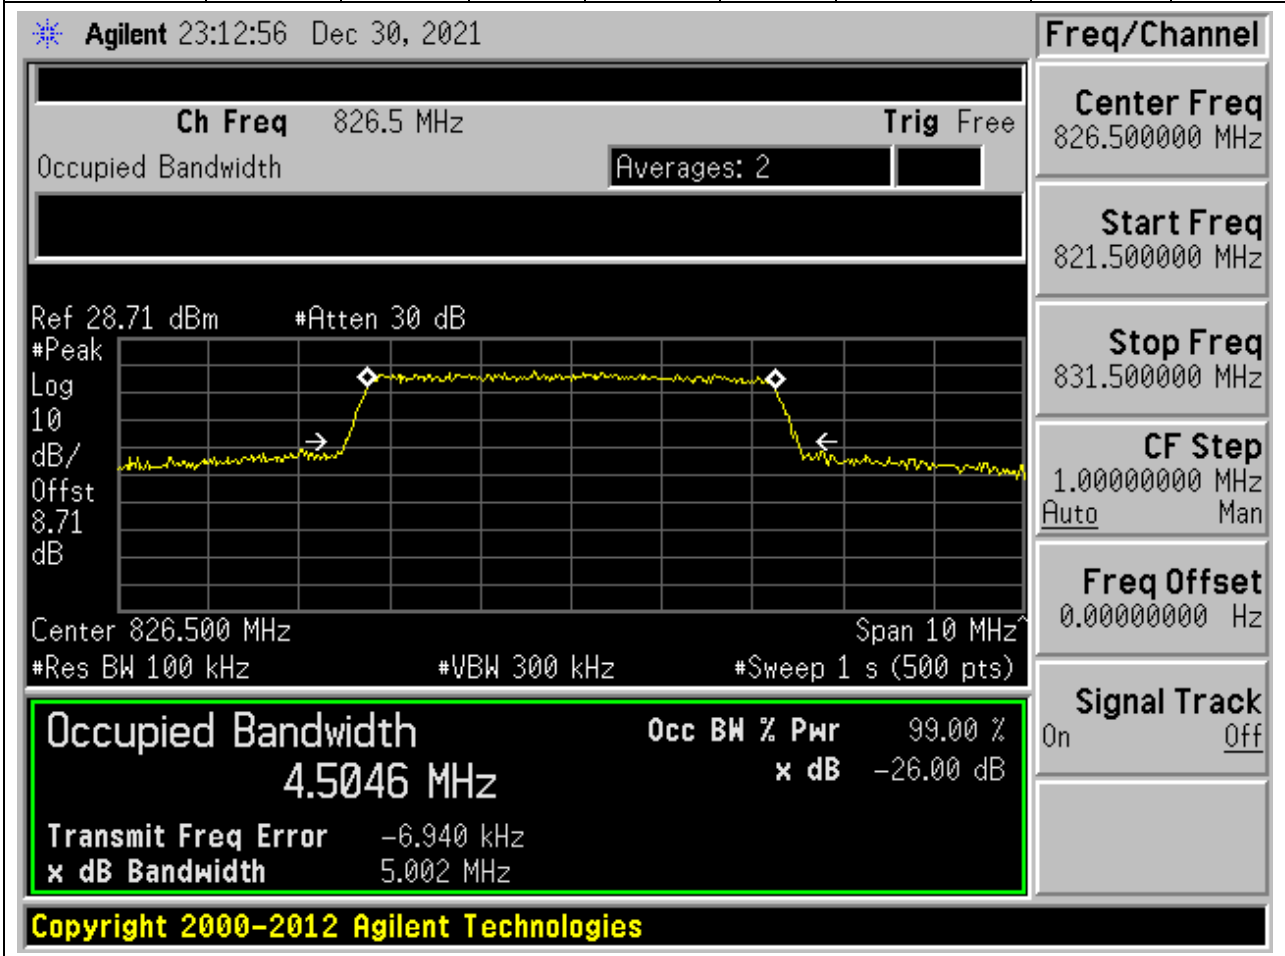 Agilent 23:12:56 Dec 30, 2021
Freq/Channel
Ch Freq 826.5 MHz Trig Free
Occupied Bandwidth Averages: 2
Center Freq
826.500000 MHz
Start Freq
821.500000 MHz
Stop Freq
831.500000 MHz
CF Step
1.00000000 MHz
Auto Man
Freq Offset
0.00000000 Hz
Signal Track
On Off
Ref 28.71 dBm #Atten 30 dB
#Peak
Log
10
dB/
Offst
8.71
dB
Center 826.500 MHz Span 10 MHz^
#Res BW 100 kHz #VBW 300 kHz #Sweep 1 s (500 pts)
Occupied Bandwidth Occ BW % Pwr 99.00 %
4.5046 MHz x dB -26.00 dB
Transmit Freq Error -6.940 kHz
x dB Bandwidth 5.002 MHz
Copyright 2000-2012 Agilent Technologies